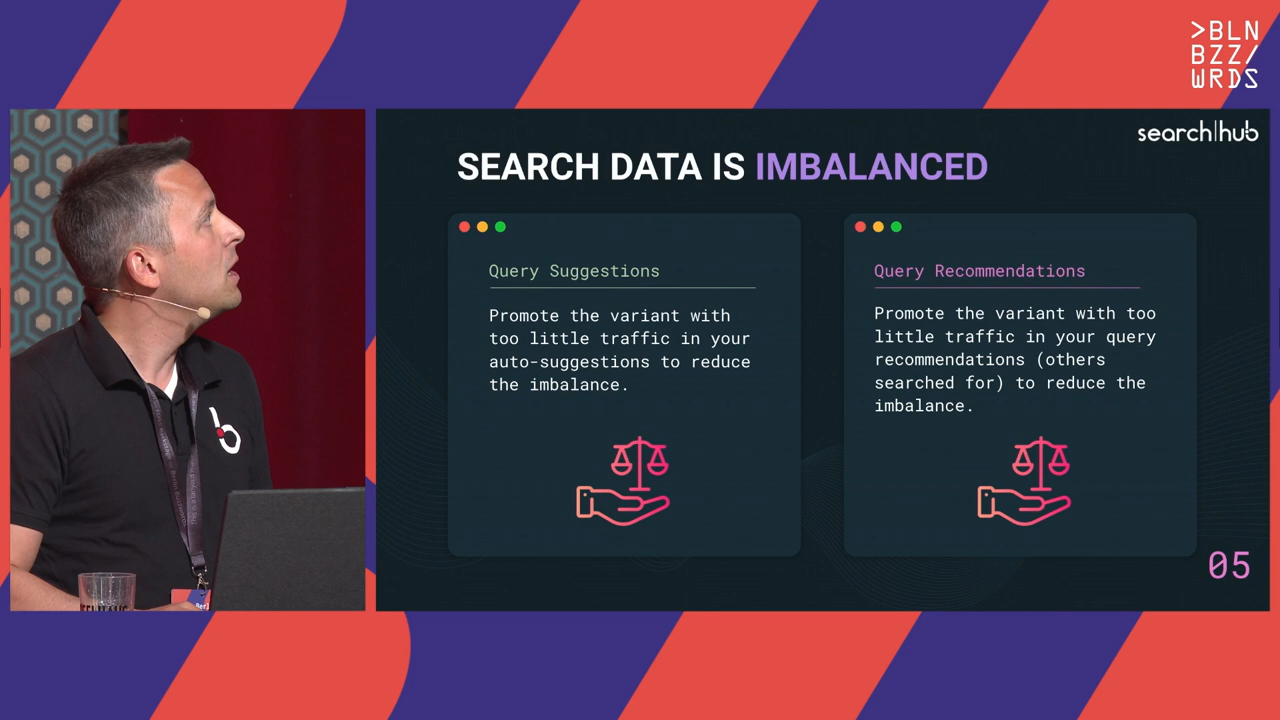 >BLN
BZZ/
WRDS
search|hub
SEARCH DATA IS IMBALANCED
Query Suggestions
Promote the variant with
too little traffic in your
auto-suggestions to reduce
the imbalance.
Query Recommendations
Promote the variant with too
little traffic in your query
recommendations (others
searched for) to reduce the
imbalance.
05
b
Berl